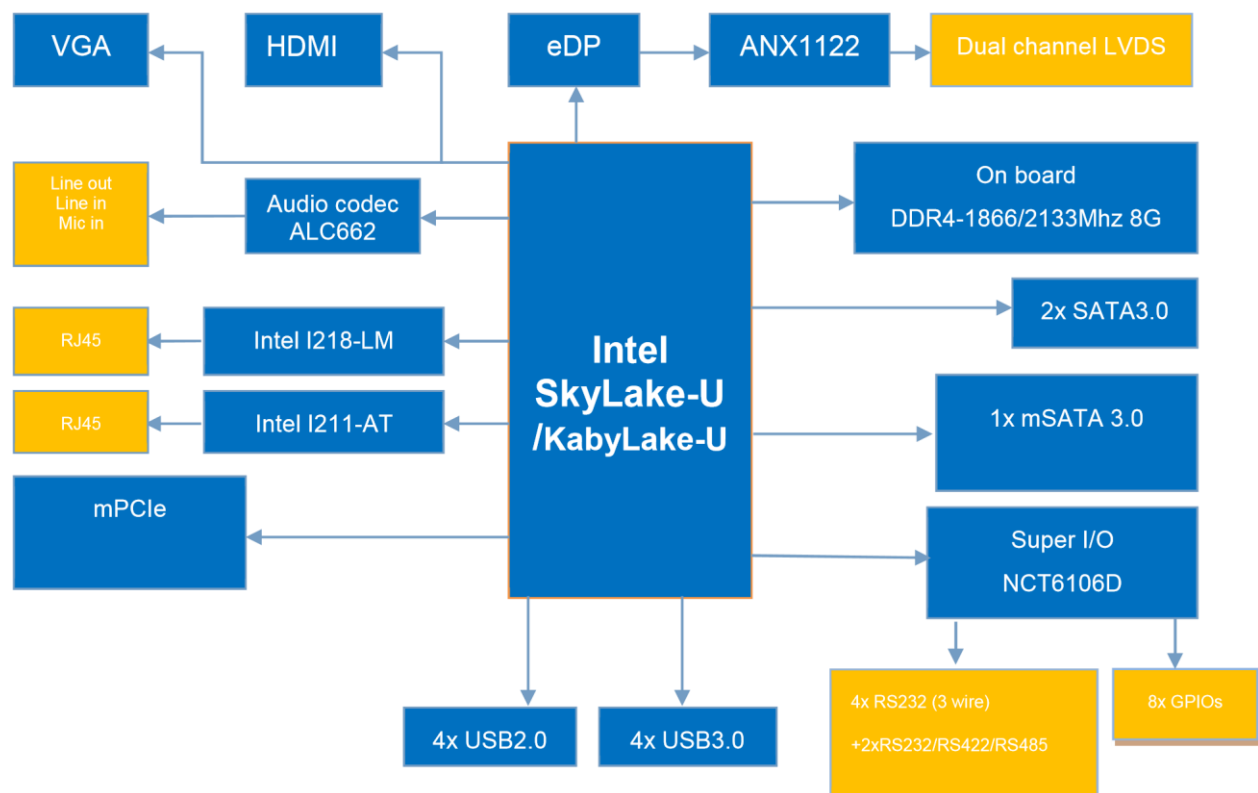 VGA
HDMI
eDP
ANX1122
Dual channel LVDS
Line out
Line in
Mic in
Audio codec
ALC662
On board
DDR4-1866/2133Mhz 8G
RJ45
Intel I218-LM
2x SATA3.0
Intel
SkyLake-U
/KabyLake-U
RJ45
Intel I211-AT
1x mSATA 3.0
mPCIe
Super I/O
NCT6106D
4x USB2.0
4x USB3.0
4x RS232 (3 wire)
+2xRS232/RS422/RS485
8x GPIOs